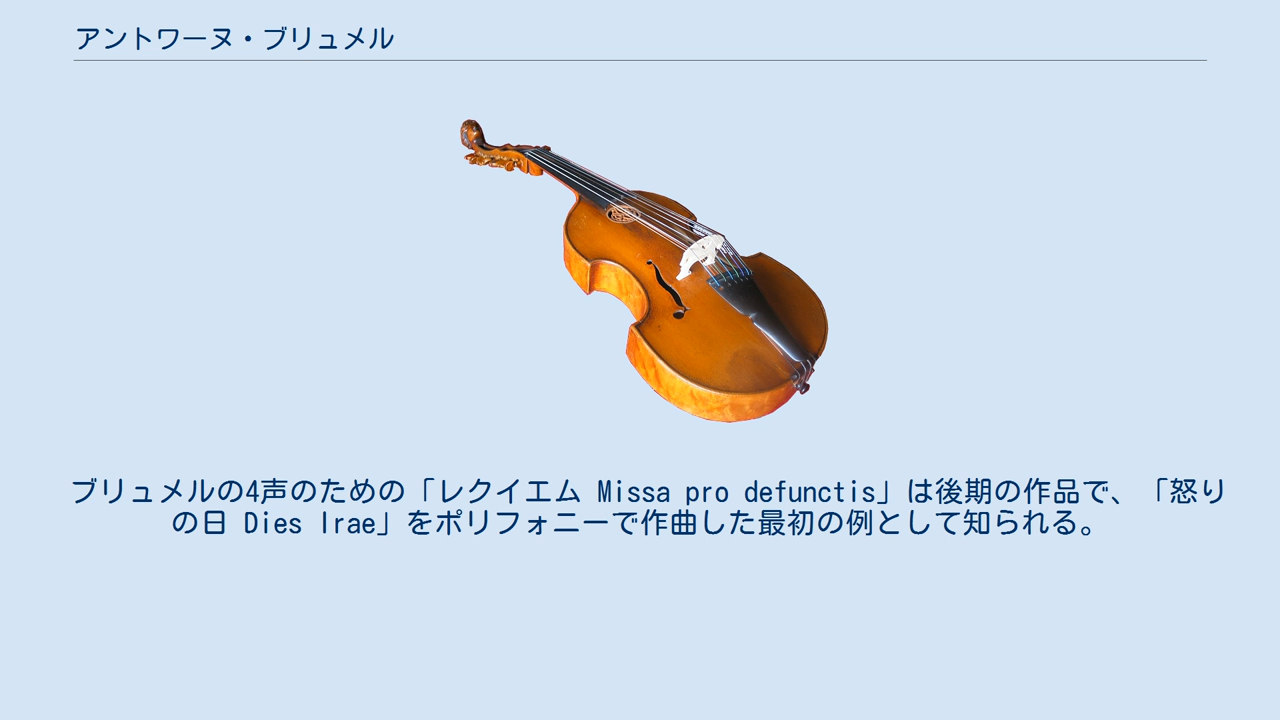 アントワーヌ・ブリュメル
ブリュメルの4声のための「レクイエム Missa pro defunctis」は後期の作品で、「怒り
の日 Dies Irae」をポリフォニーで作曲した最初の例として知られる。